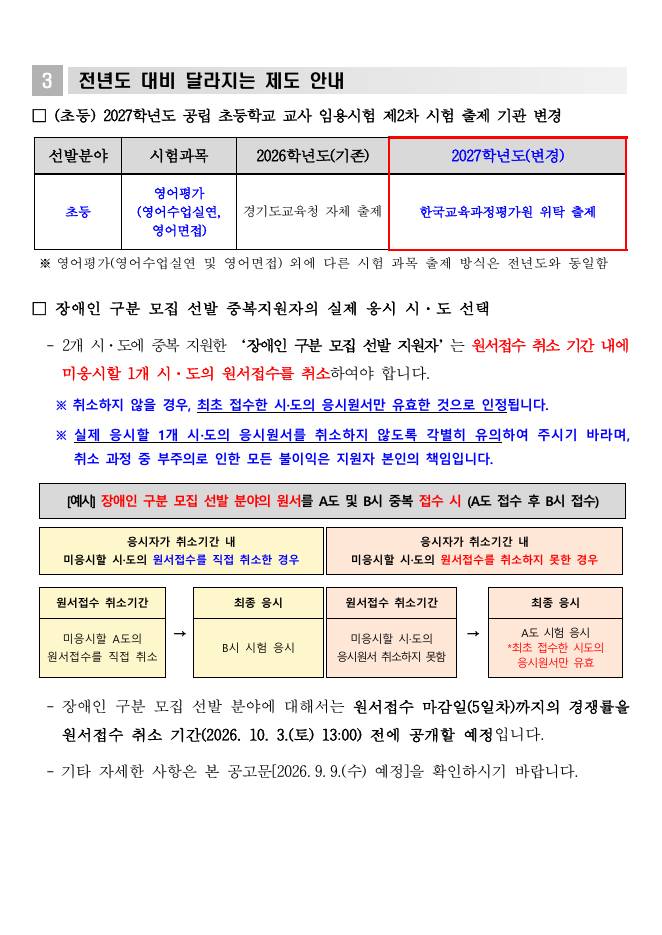 3 전년도 대비 달라지는 제도 안내
□ (초등) 2027학년도 공립 초등학교 교사 임용시험 제2차 시험 출제 기관 변경
선발분야 시험과목 2026학년도(기존) 2027학년도(변경)
초등 영어평가 (영어수업실연, 영어면접) 경기도교육청 자체 출제 한국교육과정평가원 위탁 출제
※ 영어평가(영어수업실연 및 영어면접) 외에 다른 시험 과목 출제 방식은 전년도와 동일함
□ 장애인 구분 모집 선발 중복지원자의 실제 응시 시·도 선택
- 2개 시·도에 중복 지원한 '장애인 구분 모집 선발 지원자'는 원서접수 취소 기간 내에
미응시할 1개 시·도의 원서접수를 취소하여야 합니다.
※ 취소하지 않을 경우, 최초 접수한 시·도의 응시원서만 유효한 것으로 인정됩니다.
※ 실제 응시할 1개 시·도의 응시원서를 취소하지 않도록 각별히 유의하여 주시기 바라며,
취소 과정 중 부주의로 인한 모든 불이익은 지원자 본인의 책임입니다.
[예시] 장애인 구분 모집 선발 분야의 원서를 A도 및 B시 중복 접수 시 (A도 접수 후 B시 접수)
응시자가 취소기간 내
미응시할 시·도의 원서접수를 직접 취소한 경우
응시자가 취소기간 내
미응시할 시·도의 원서접수를 취소하지 못한 경우
원서접수 취소기간
미응시할 A도의
원서접수를 직접 취소
→
최종 응시
B시 시험 응시
원서접수 취소기간
미응시할 시·도의
응시원서 취소하지 못함
→
최종 응시
A도 시험 응시
*최초 접수한 시도의
응시원서만 유효
- 장애인 구분 모집 선발 분야에 대해서는 원서접수 마감일(5일차)까지의 경쟁률을
원서접수 취소 기간(2026. 10. 3.(토) 13:00) 전에 공개할 예정입니다.
- 기타 자세한 사항은 본 공고문[2026. 9. 9.(수) 예정]을 확인하시기 바랍니다.